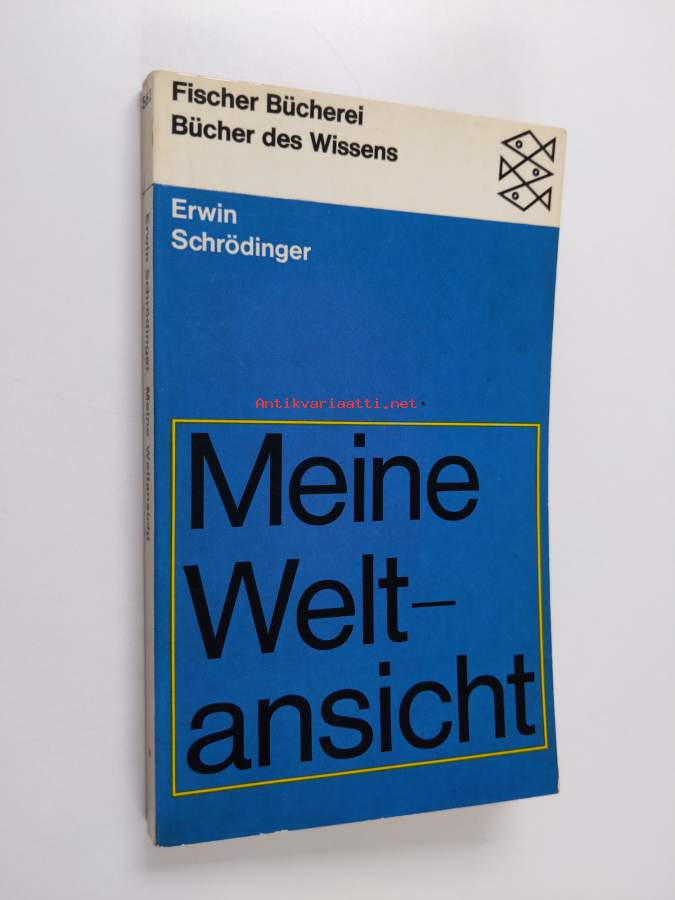 Fischer Bücherei
Bücher des Wissens
Erwin
Schrödinger
Antikvariaatti.net
Meine
Welt-
ansicht
Erwin Schrödinger Meine Weltansicht